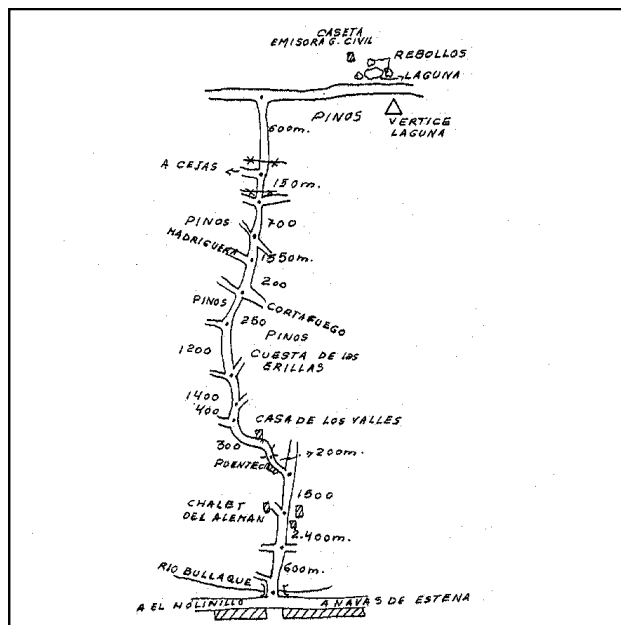 CASETA
EMISORA G. CIVIL
REBOLLOS
LAGUNA
PINOS
VERTICE
LAGUNA
600m.
A CEJAS
150m.
PINOS
700
MADRIGUERA
1550m.
200
PINOS
CORTAFUEGO
250
PINOS
1200
CUESTA DE LAS
ERILLAS
1400
400
CASA DE LOS VALLES
300
200m.
PUENTE
1500
CHALET
DEL ALEMAN
2.400m.
600m.
RIO BULLAQUE
A EL MOLINILLO
A NAVAS DE ESTENA